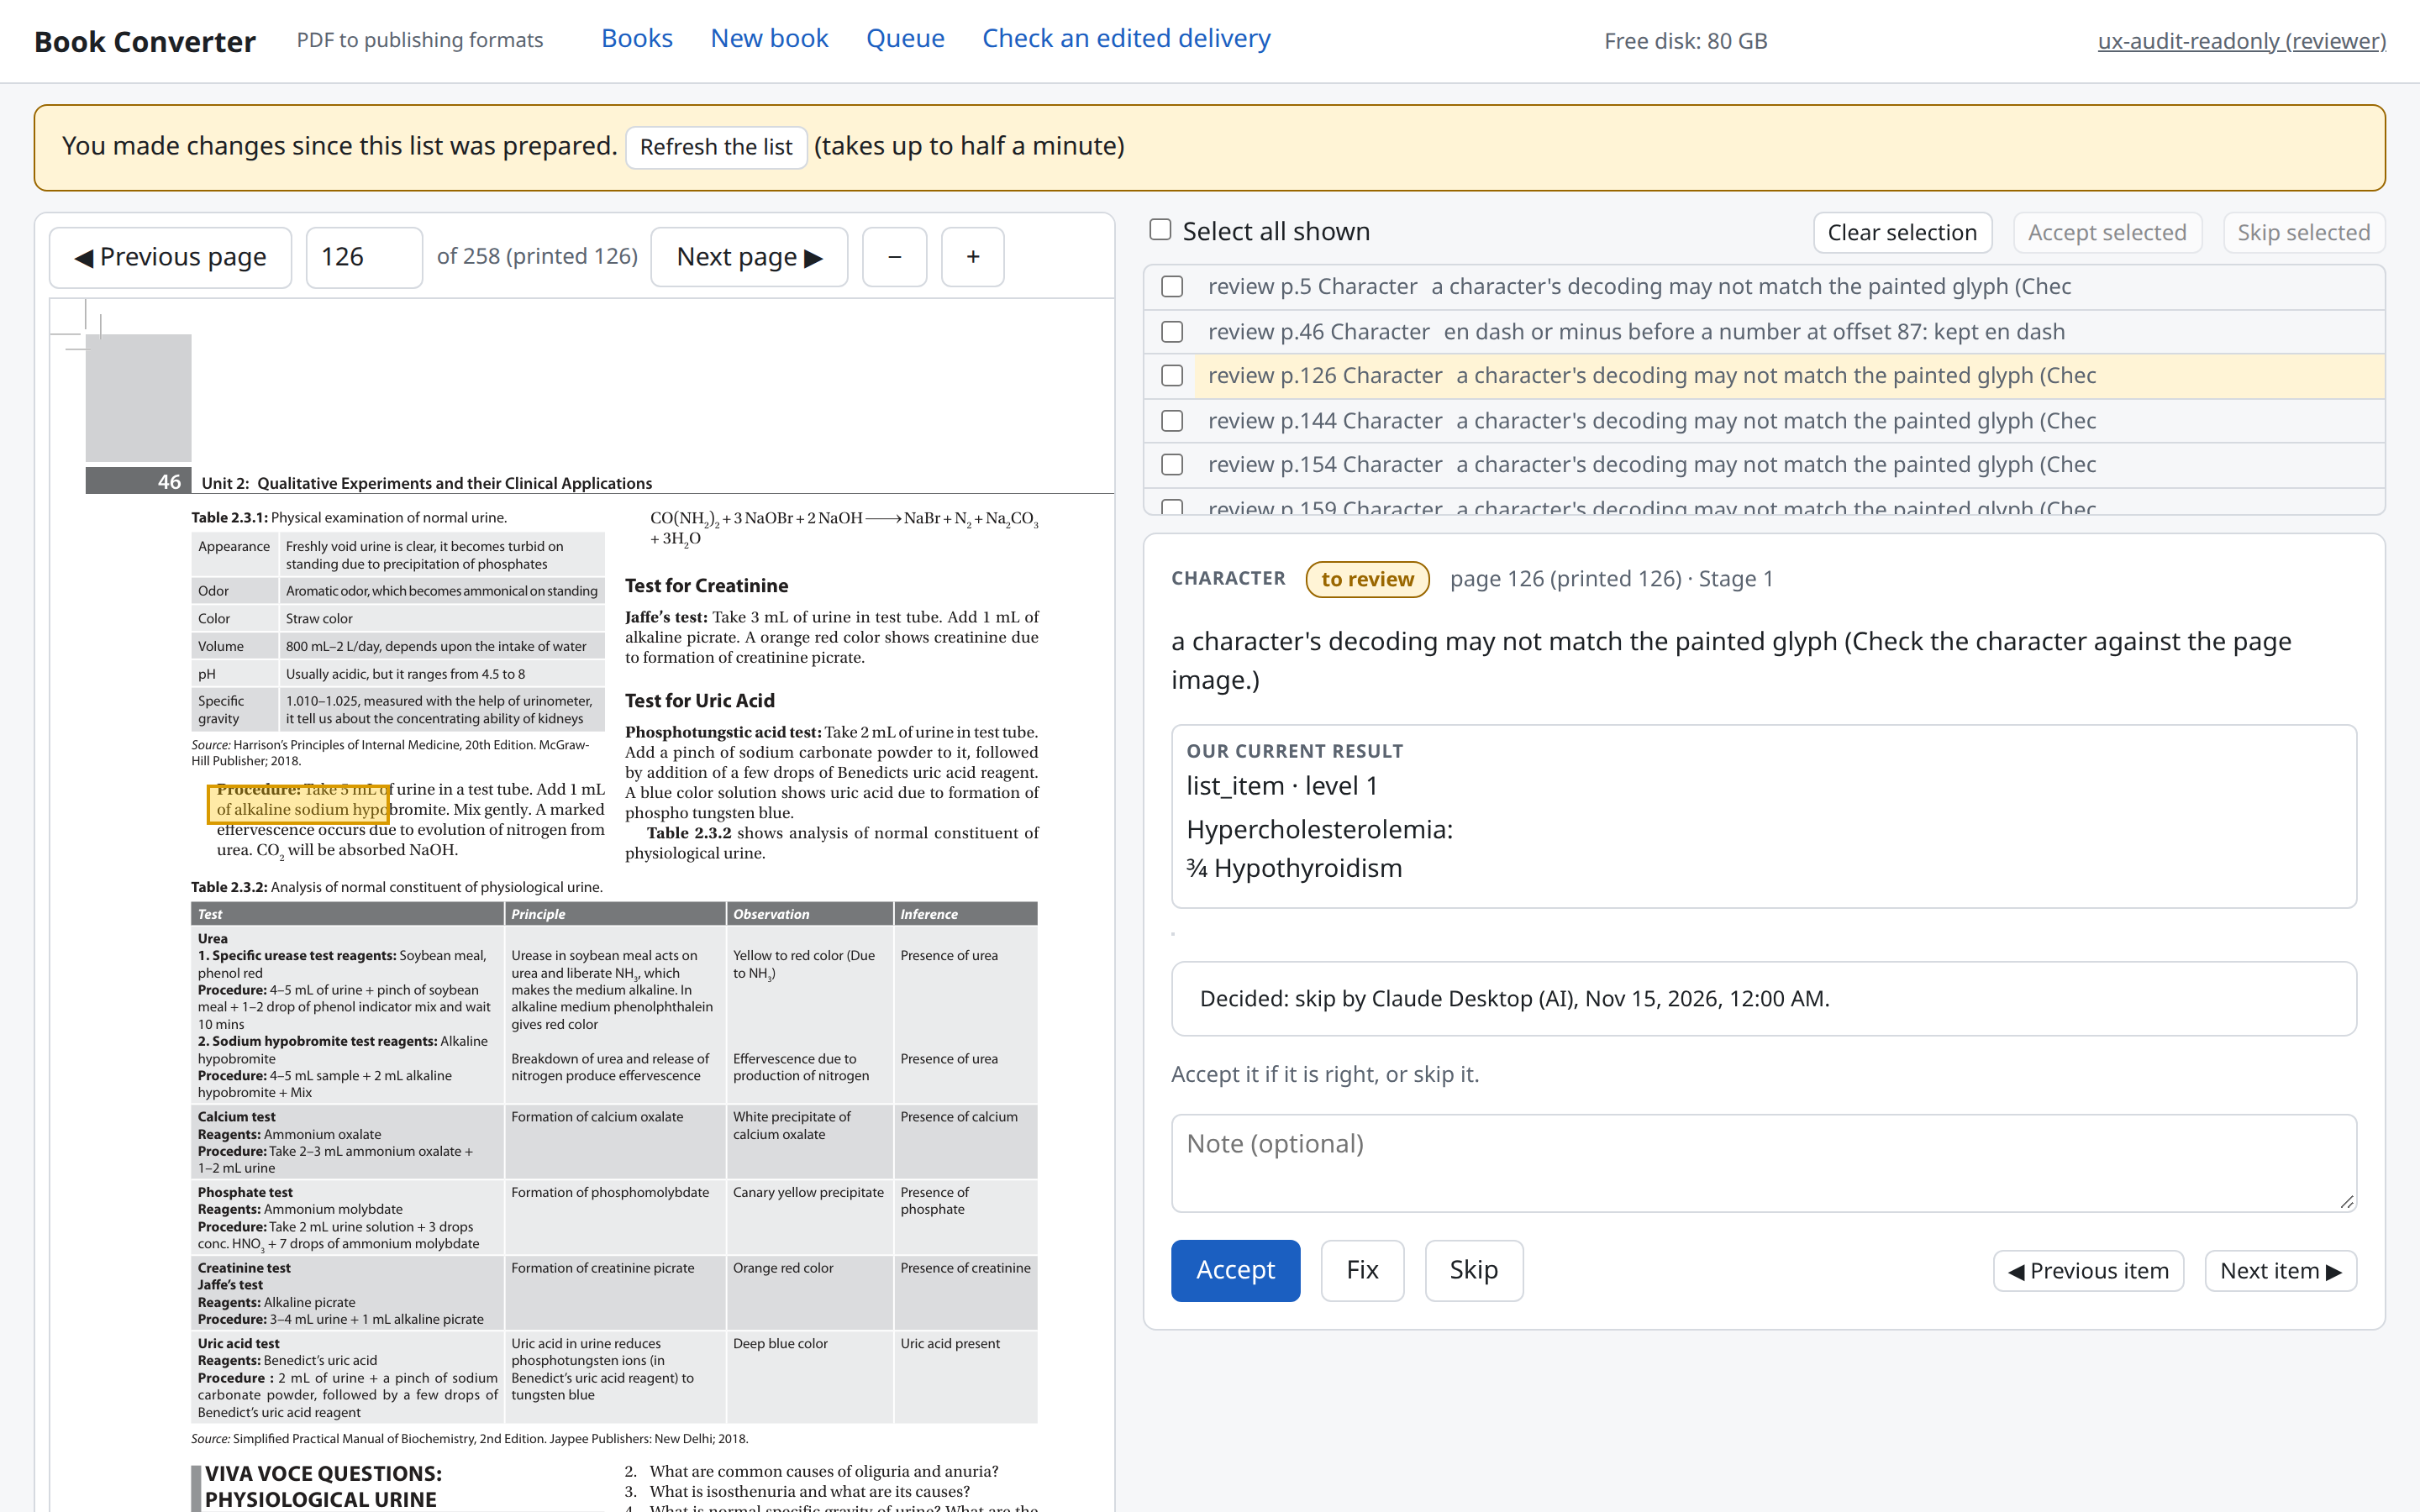 Book Converter PDF to publishing formats Books New book Queue Check an edited delivery Free disk: 80 GB ux-audit-readonly (reviewer)
You made changes since this list was prepared. Refresh the list (takes up to half a minute)
◀ Previous page 126 of 258 (printed 126) Next page ▶ − +
46 Unit 2: Qualitative Experiments and their Clinical Applications
Table 2.3.1: Physical examination of normal urine.
Appearance Freshly void urine is clear, it becomes turbid on
standing due to precipitation of phosphates
Odor Aromatic odor, which becomes ammonical on standing
Color Straw color
Volume 800 mL–2 L/day, depends upon the intake of water
pH Usually acidic, but it ranges from 4.5 to 8
Specific 1.010–1.025, measured with the help of urinometer,
gravity it tell us about the concentrating ability of kidneys
Source: Harrison's Principles of Internal Medicine, 20th Edition. McGraw-
Hill Publisher; 2018.
Procedure: Take 5 mL of urine in a test tube. Add 1 mL
of alkaline sodium hypobromite. Mix gently. A marked
effervescence occurs due to evolution of nitrogen from
urea. CO2 will be absorbed NaOH.
CO(NH2)2 + 3 NaOBr + 2 NaOH ⟶ NaBr + N2 + Na2CO3
+ 3H2O
Test for Creatinine
Jaffe's test: Take 3 mL of urine in test tube. Add 1 mL of
alkaline picrate. A orange red color shows creatinine due
to formation of creatinine picrate.
Test for Uric Acid
Phosphotungstic acid test: Take 2 mL of urine in test tube.
Add a pinch of sodium carbonate powder to it, followed
by addition of a few drops of Benedicts uric acid reagent.
A blue color solution shows uric acid due to formation of
phospho tungsten blue.
Table 2.3.2 shows analysis of normal constituent of
physiological urine.
Table 2.3.2: Analysis of normal constituent of physiological urine.
Test Principle Observation Inference
Urea
1. Specific urease test reagents: Soybean meal,
phenol red
Procedure: 4–5 mL of urine + pinch of soybean
meal + 1–2 drop of phenol indicator mix and wait
10 mins
Urease in soybean meal acts on
urea and liberate NH3, which
makes the medium alkaline. In
alkaline medium phenolphthalein
gives red color
Yellow to red color (Due
to NH3)
Presence of urea
2. Sodium hypobromite test reagents: Alkaline
hypobromite
Procedure: 4–5 mL sample + 2 mL alkaline
hypobromite + Mix
Breakdown of urea and release of
nitrogen produce effervescence
Effervescence due to
production of nitrogen
Presence of urea
Calcium test
Reagents: Ammonium oxalate
Procedure: Take 2–3 mL ammonium oxalate +
1–2 mL urine
Formation of calcium oxalate
White precipitate of
calcium oxalate
Presence of calcium
Phosphate test
Reagents: Ammonium molybdate
Procedure: Take 2 mL urine solution + 3 drops
conc. HNO3 + 7 drops of ammonium molybdate
Formation of phosphomolybdate
Canary yellow precipitate
Presence of
phosphate
Creatinine test
Jaffe's test
Reagents: Alkaline picrate
Procedure: 3–4 mL urine + 1 mL alkaline picrate
Formation of creatinine picrate
Orange red color
Presence of creatinine
Uric acid test
Reagents: Benedict's uric acid
Procedure : 2 mL of urine + a pinch of sodium
carbonate powder, followed by a few drops of
Benedict's uric acid reagent
Uric acid in urine reduces
phosphotungsten ions (in
Benedict's uric acid reagent) to
tungsten blue
Deep blue color
Uric acid present
Source: Simplified Practical Manual of Biochemistry, 2nd Edition. Jaypee Publishers: New Delhi; 2018.
VIVA VOCE QUESTIONS:
PHYSIOLOGICAL URINE
2. What are common causes of oliguria and anuria?
3. What is isosthenuria and what are its causes?
4. What is normal specific gravity of urine? What are the
Select all shown Clear selection Accept selected Skip selected
review p.5 Character a character's decoding may not match the painted glyph (Chec
review p.46 Character en dash or minus before a number at offset 87: kept en dash
review p.126 Character a character's decoding may not match the painted glyph (Chec
review p.144 Character a character's decoding may not match the painted glyph (Chec
review p.154 Character a character's decoding may not match the painted glyph (Chec
review p.159 Character a character's decoding may not match the painted glyph (Chec
CHARACTER to review page 126 (printed 126) · Stage 1
a character's decoding may not match the painted glyph (Check the character against the page
image.)
OUR CURRENT RESULT
list_item · level 1
Hypercholesterolemia:
¾ Hypothyroidism
Decided: skip by Claude Desktop (AI), Nov 15, 2026, 12:00 AM.
Accept it if it is right, or skip it.
Note (optional)
Accept Fix Skip ◀ Previous item Next item ▶